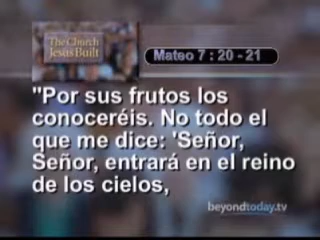 The Church
Jesus Built
Mateo 7 : 20 - 21
"Por sus frutos los
conoceréis. No todo el
que me dice: 'Señor,
Señor, entrará en el reino
de los cielos,
beyondtoday.tv